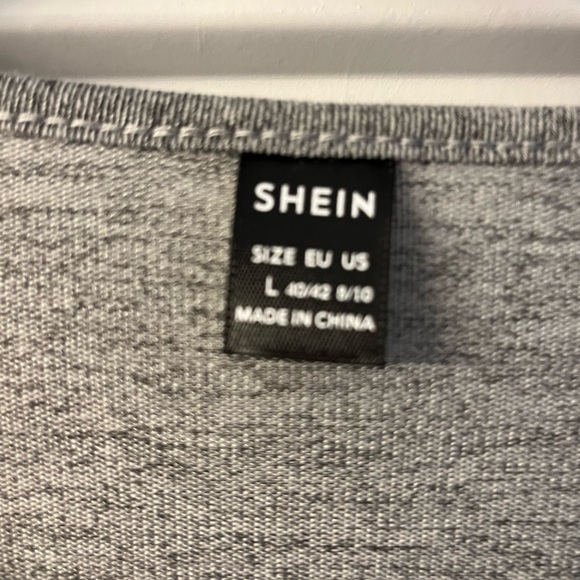 SHEIN
SIZE EU US
L 40/42 8/10
MADE IN CHINA